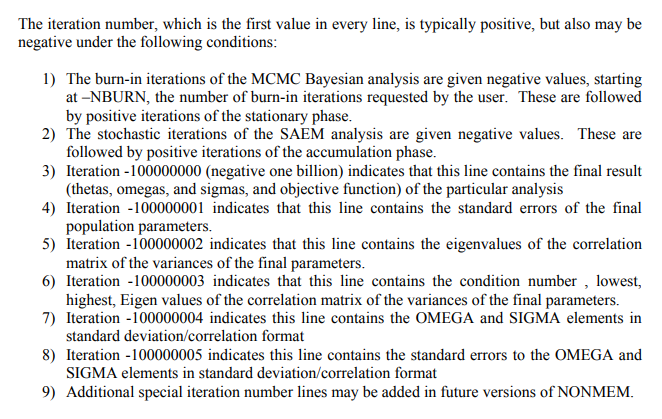 The iteration number, which is the first value in every line, is typically positive, but also may be
negative under the following conditions:
1) The burn-in iterations of the MCMC Bayesian analysis are given negative values, starting
at –NBURN, the number of burn-in iterations requested by the user. These are followed
by positive iterations of the stationary phase.
2) The stochastic iterations of the SAEM analysis are given negative values. These are
followed by positive iterations of the accumulation phase.
3) Iteration -100000000 (negative one billion) indicates that this line contains the final result
(thetas, omegas, and sigmas, and objective function) of the particular analysis
4) Iteration -100000001 indicates that this line contains the standard errors of the final
population parameters.
5) Iteration -100000002 indicates that this line contains the eigenvalues of the correlation
matrix of the variances of the final parameters.
6) Iteration -100000003 indicates that this line contains the condition number , lowest,
highest, Eigen values of the correlation matrix of the variances of the final parameters.
7) Iteration -100000004 indicates this line contains the OMEGA and SIGMA elements in
standard deviation/correlation format
8) Iteration -100000005 indicates this line contains the standard errors to the OMEGA and
SIGMA elements in standard deviation/correlation format
9) Additional special iteration number lines may be added in future versions of NONMEM.